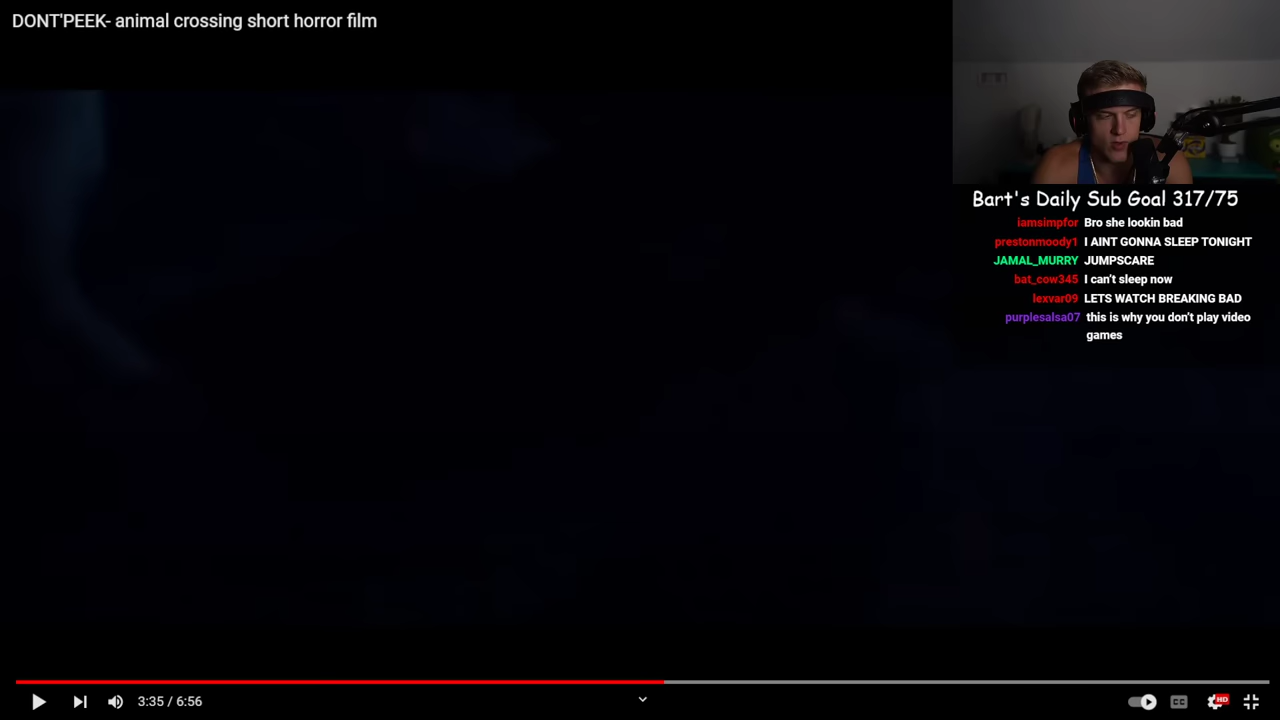 DONT'PEEK- animal crossing short horror film
Bart's Daily Sub Goal 317/75
iamsimpfor Bro she lookin bad
prestonmoody1 I AINT GONNA SLEEP TONIGHT
JAMAL_MURRY JUMPSCARE
bat_cow345 I can't sleep now
lexvar09 LETS WATCH BREAKING BAD
purplesalsa07 this is why you don't play video
games
3:35 / 6:56
CC
HD